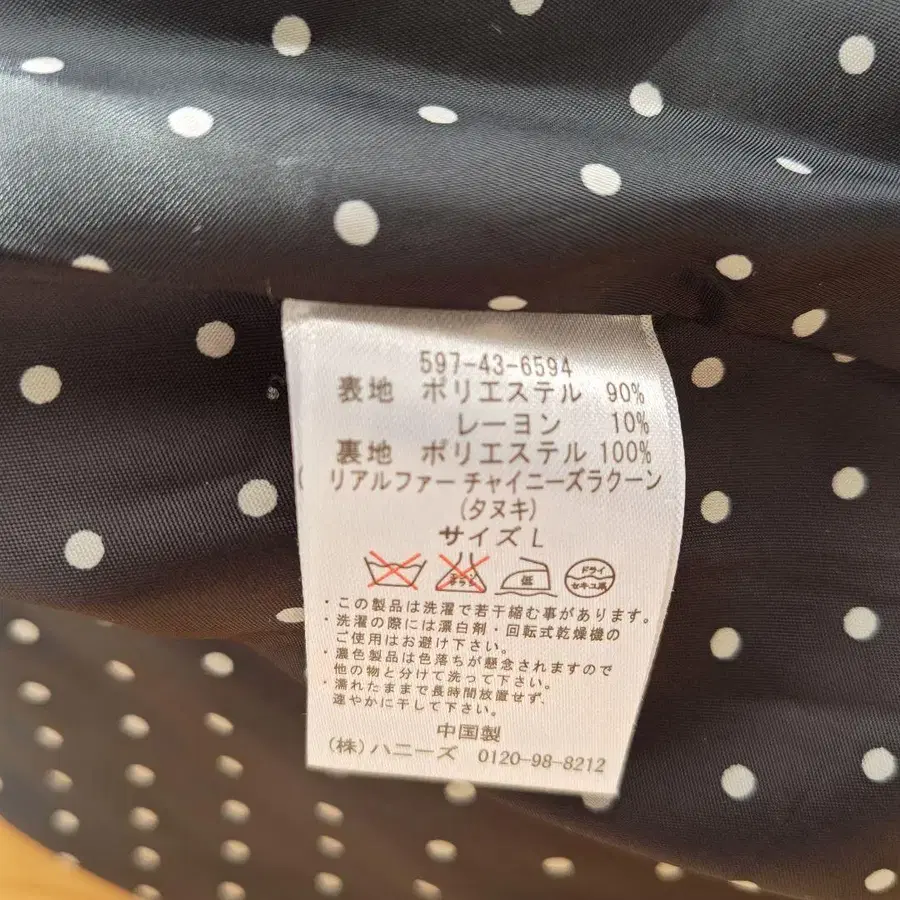 597-43-6594
表地 ポリエステル 90%
レーヨン 10%
裏地 ポリエステル 100%
( リアルファー チャイニーズラクーン
(タヌキ)
サイズ L
低
ドライ
セキユ系
・この製品は洗濯で若干縮む事があります。
・洗濯の際には漂白剤・回転式乾燥機の
ご使用はお避け下さい。
・濃色製品は色落ちが懸念されますので
他の物と分けて洗って下さい。
・濡れたままで長時間放置せず、
速やかに干して下さい。
中国製
(株) ハニーズ 0120-98-8212